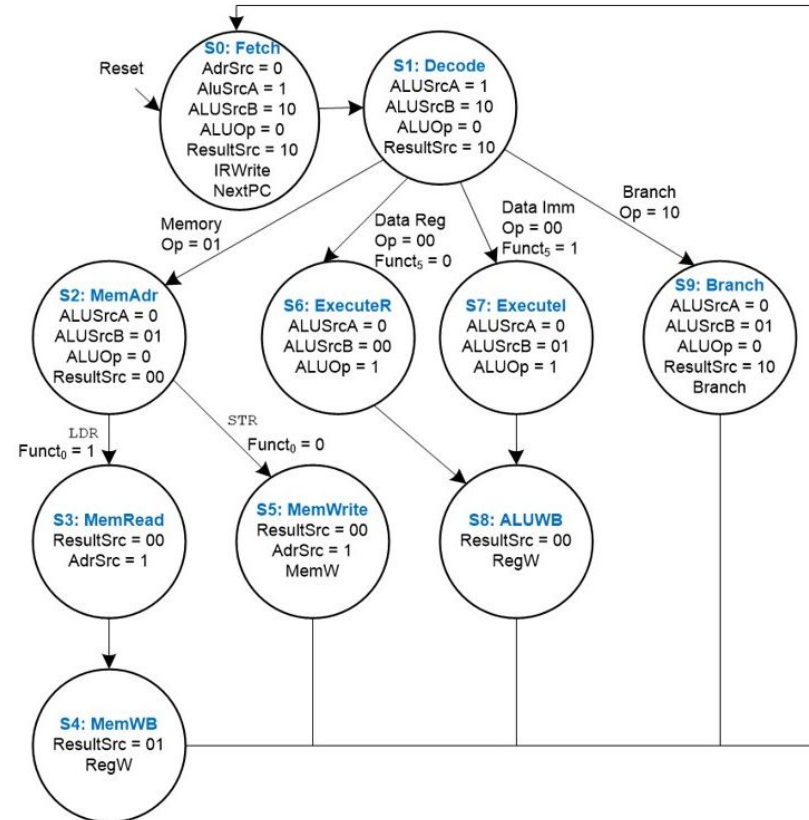 Reset
S0: Fetch
AdrSrc = 0
AluSrcA = 1
ALUSrcB = 10
ALUOp = 0
ResultSrc = 10
IRWrite
NextPC
S1: Decode
ALUSrcA = 1
ALUSrcB = 10
ALUOp = 0
ResultSrc = 10
Memory
Op = 01
Data Reg
Op = 00
Funct₅ = 0
Data Imm
Op = 00
Funct₅ = 1
Branch
Op = 10
S2: MemAdr
ALUSrcA = 0
ALUSrcB = 01
ALUOp = 0
ResultSrc = 00
S6: ExecuteR
ALUSrcA = 0
ALUSrcB = 00
ALUOp = 1
S7: ExecuteI
ALUSrcA = 0
ALUSrcB = 01
ALUOp = 1
S9: Branch
ALUSrcA = 0
ALUSrcB = 01
ALUOp = 0
ResultSrc = 10
Branch
LDR
Funct₀ = 1
STR
Funct₀ = 0
S3: MemRead
ResultSrc = 00
AdrSrc = 1
S5: MemWrite
ResultSrc = 00
AdrSrc = 1
MemW
S8: ALUWB
ResultSrc = 00
RegW
S4: MemWB
ResultSrc = 01
RegW